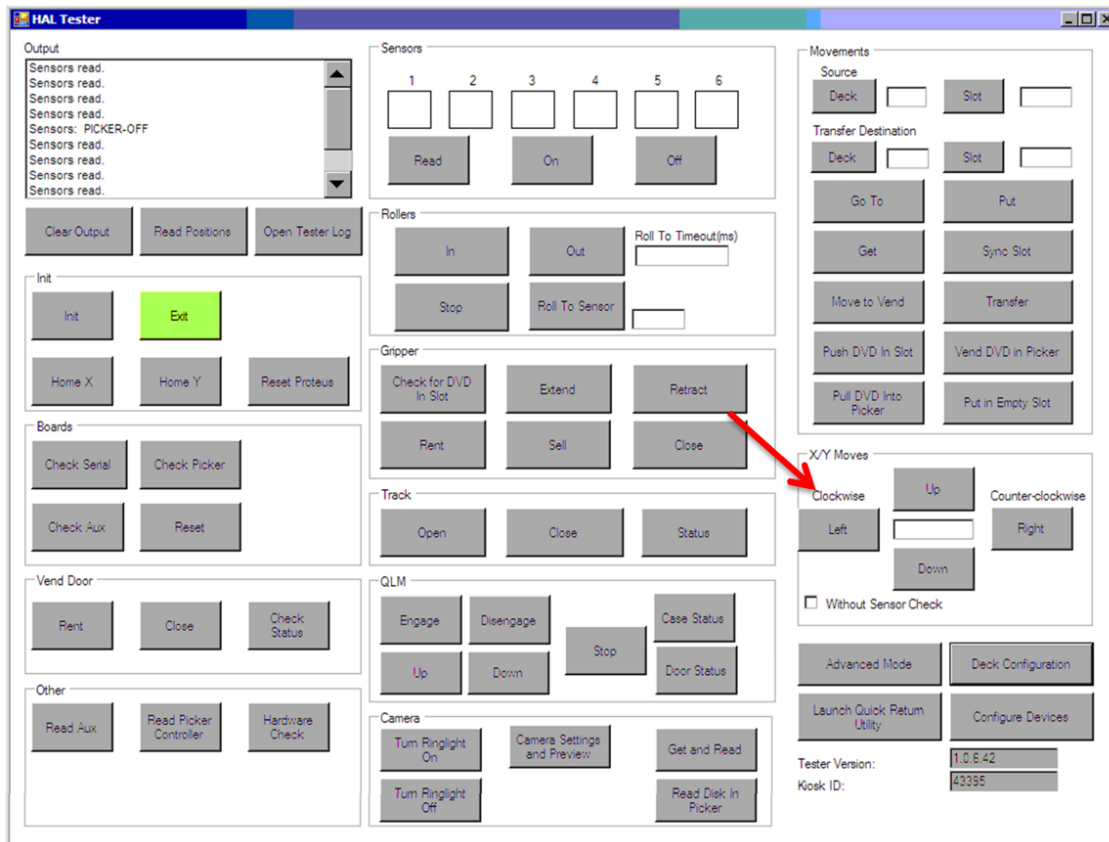 HAL Tester
Output
Sensors read.
Sensors read.
Sensors read.
Sensors read.
Sensors: PICKER-OFF
Sensors read.
Sensors read.
Sensors read.
Sensors read.
Clear Output
Read Positions
Open Tester Log
Init
Init
Exit
Home X
Home Y
Reset Proteus
Boards
Check Serial
Check Picker
Check Aux
Reset
Vend Door
Rent
Close
Check
Status
Other
Read Aux
Read Picker
Controller
Hardware
Check
Sensors
1 2 3 4 5 6
Read
On
Off
Rollers
In
Out
Roll To Timeout(ms)
Stop
Roll To Sensor
Gripper
Check for DVD
In Slot
Extend
Retract
Rent
Sell
Close
Track
Open
Close
Status
QLM
Engage
Disengage
Stop
Case Status
Up
Down
Door Status
Camera
Turn Ringlight
On
Camera Settings
and Preview
Get and Read
Turn Ringlight
Off
Read Disk In
Picker
Movements
Source
Deck
Slot
Transfer Destination
Deck
Slot
Go To
Put
Get
Sync Slot
Move to Vend
Transfer
Push DVD In Slot
Vend DVD in Picker
Pull DVD Into
Picker
Put in Empty Slot
X/Y Moves
Clockwise
Up
Counter-clockwise
Left
Right
Down
Without Sensor Check
Advanced Mode
Deck Configuration
Launch Quick Return
Utility
Configure Devices
Tester Version:
1.0.6.42
Kiosk ID:
43395